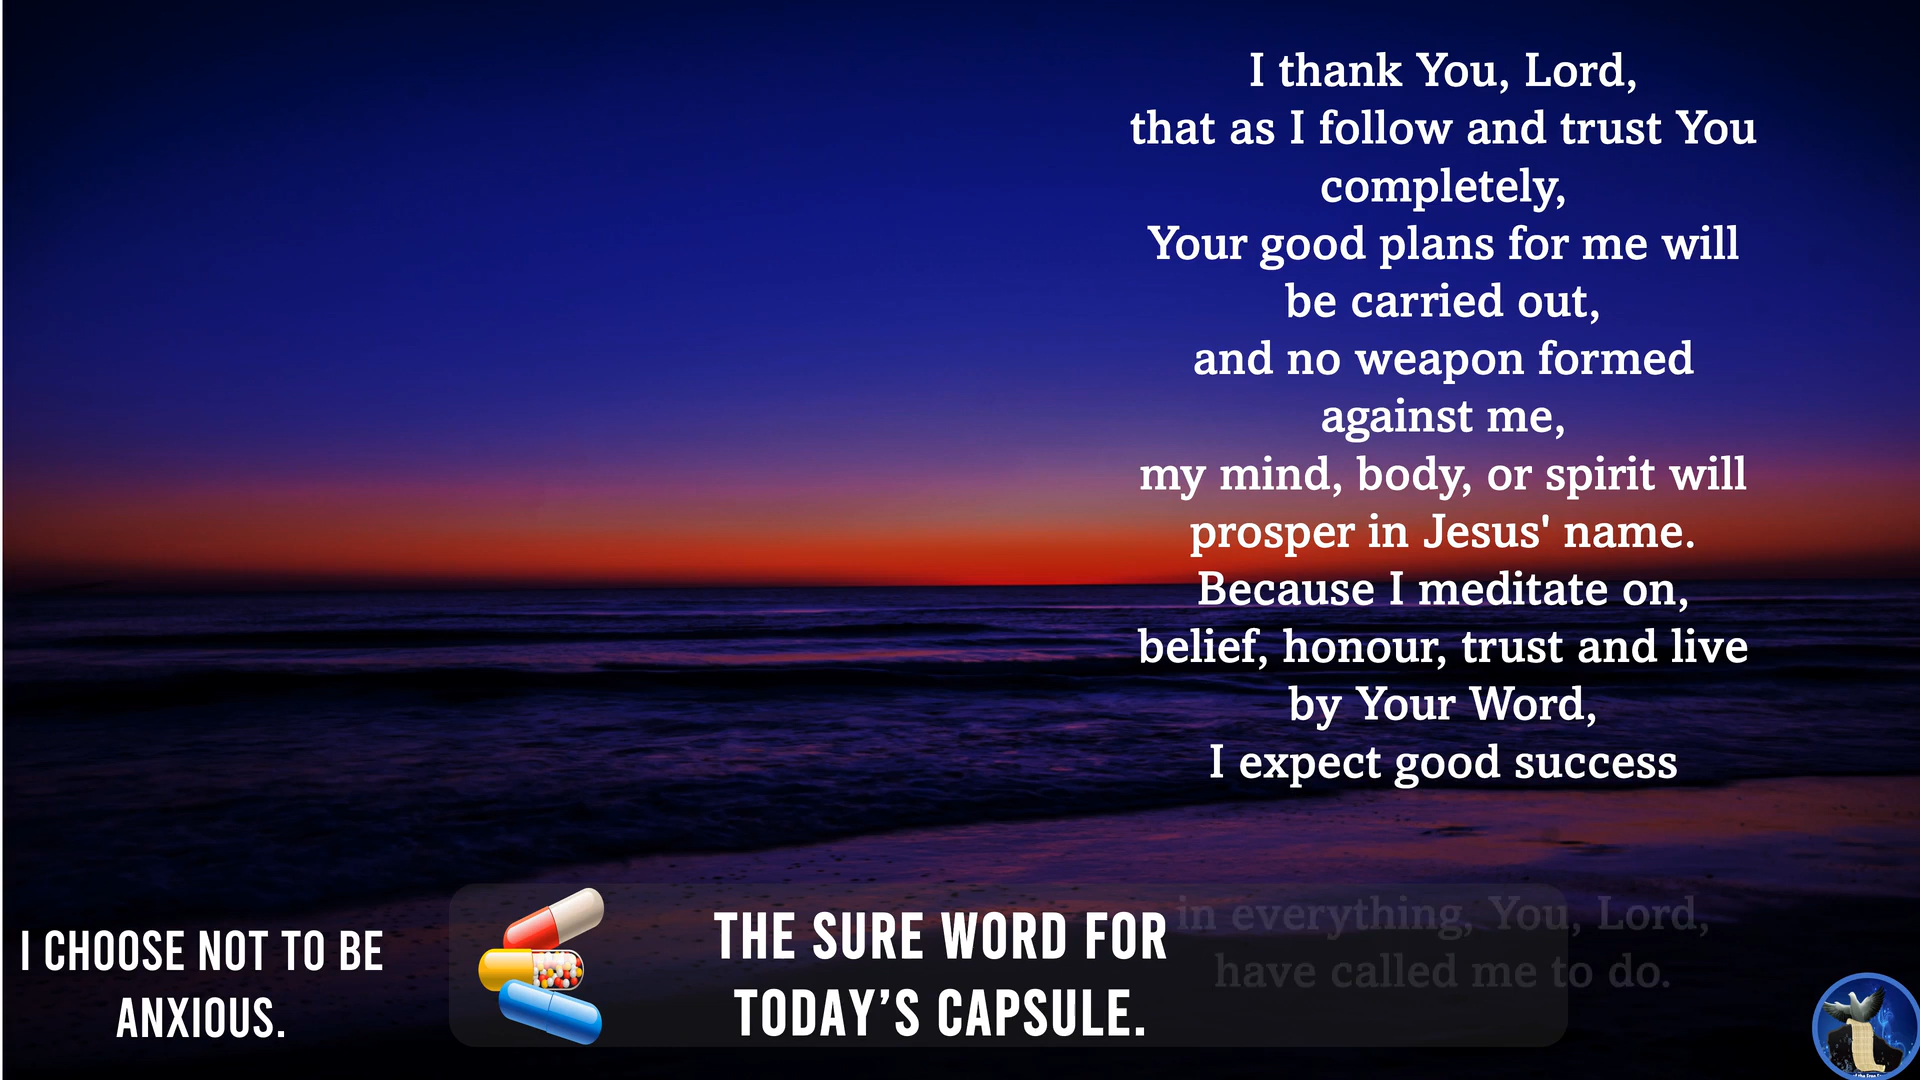 I thank You, Lord,
that as I follow and trust You
completely,
Your good plans for me will
be carried out,
and no weapon formed
against me,
my mind, body, or spirit will
prosper in Jesus' name.
Because I meditate on,
belief, honour, trust and live
by Your Word,
I expect good success
in everything, You, Lord,
have called me to do.
THE SURE WORD FOR
TODAY’S CAPSULE.
I CHOOSE NOT TO BE
ANXIOUS.